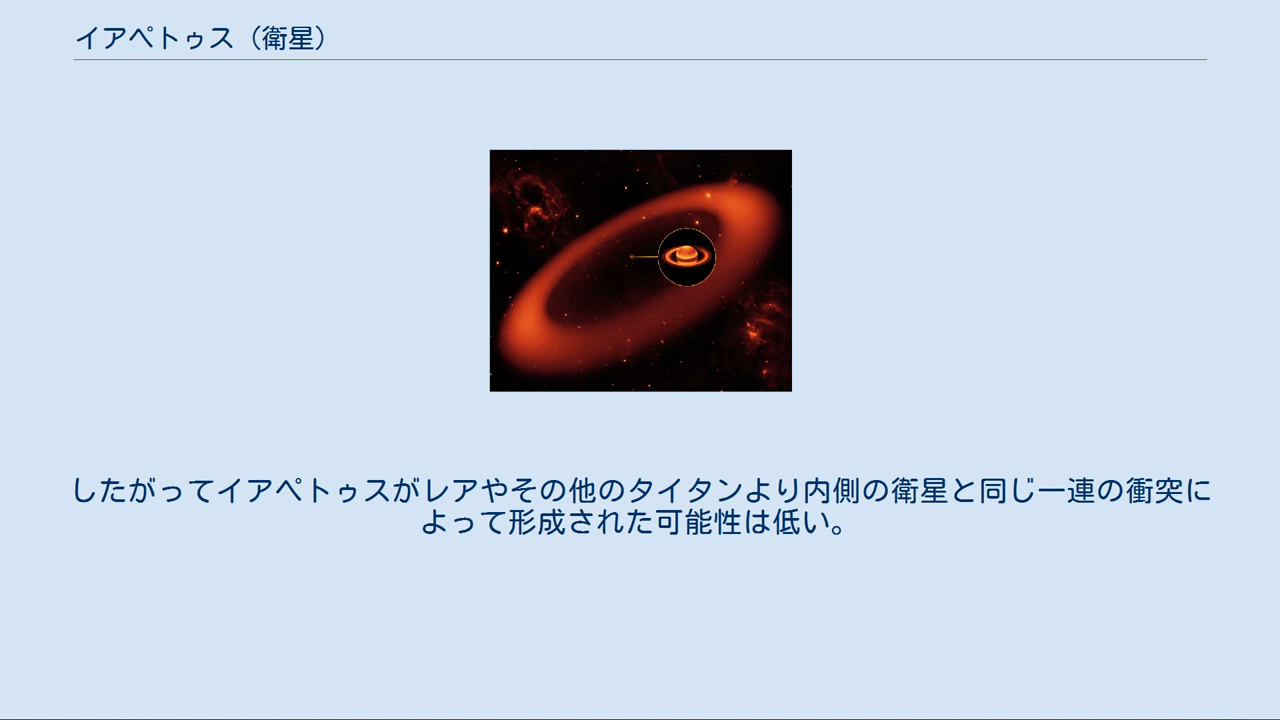 イアペトゥス（衛星）
したがってイアペトゥスがレアやその他のタイタンより内側の衛星と同じ一連の衝突に
よって形成された可能性は低い。